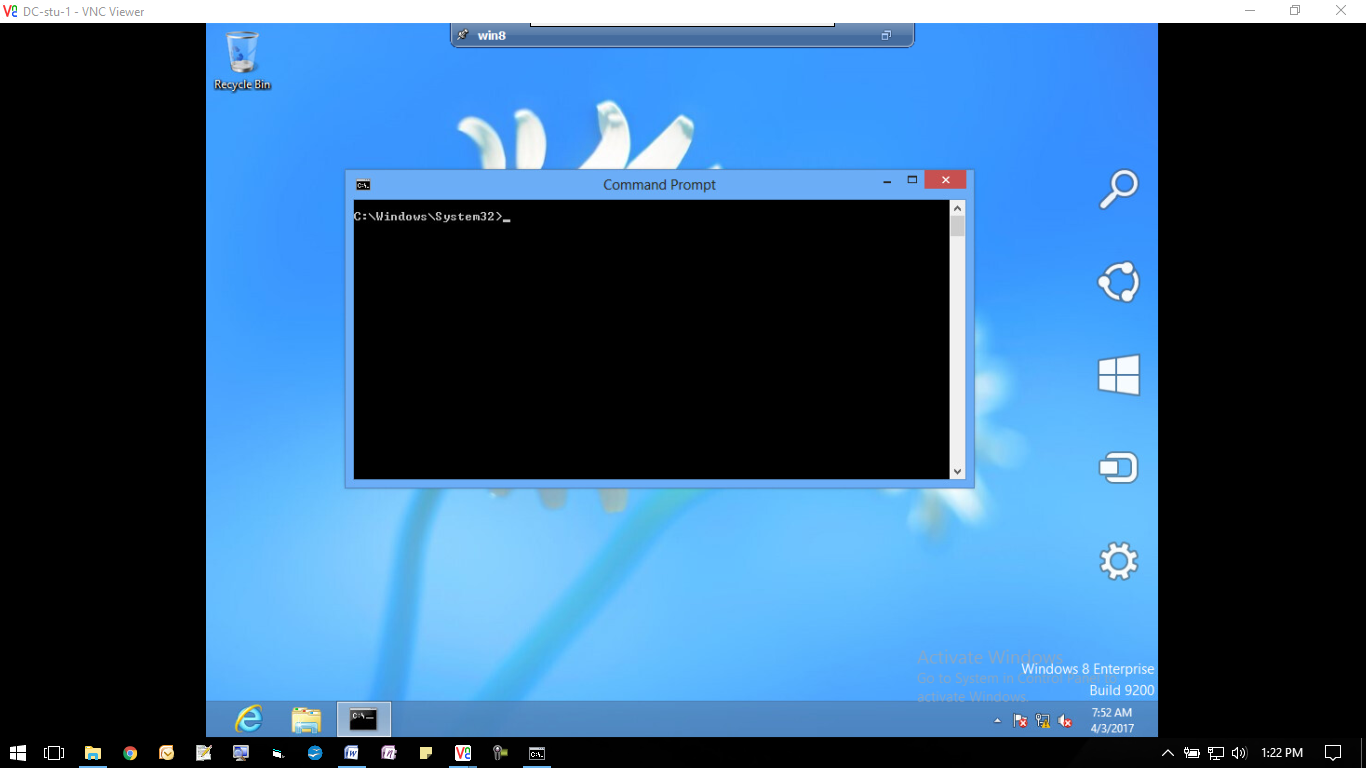 DC-stu-1 - VNC Viewer
win8
Recycle Bin
Command Prompt
C:\Windows\System32>_
Activate Windows
Go to System in Control Panel to
activate Windows.
Windows 8 Enterprise
Build 9200
7:52 AM
4/3/2017
1:22 PM